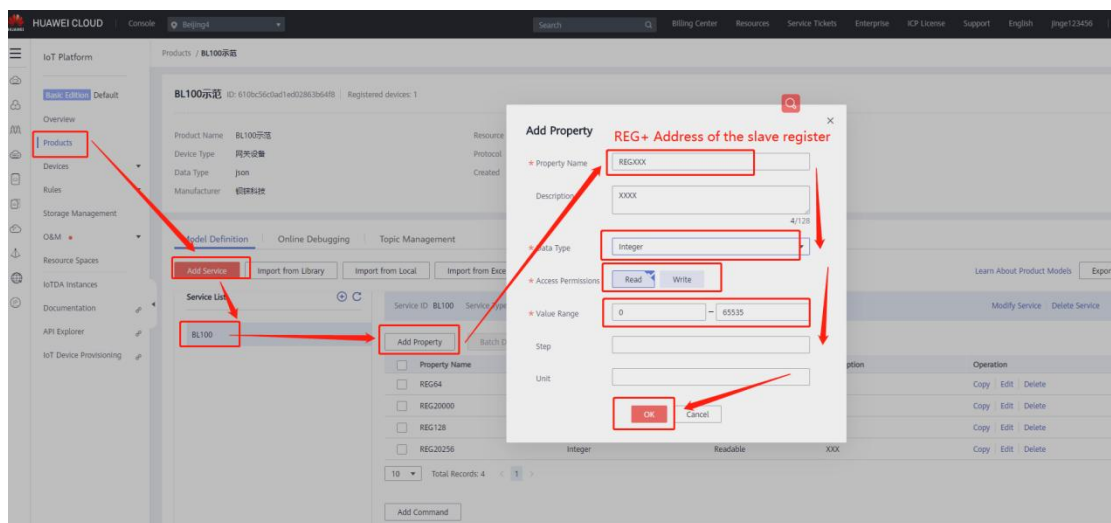 HUAWEI
HUAWEI CLOUD
Console
Beijing4
Search
Billing Center
Resources
Service Tickets
Enterprise
ICP License
Support
English
Jinge123456
IoT Platform
Basic Edition Default
Overview
Products
Devices
Rules
Storage Management
O&M
Resource Spaces
IoTDA Instances
Documentation
API Explorer
IoT Device Provisioning
Products / BL100示范
BL100示范 ID: 610bc56c0ad1ed02863b64f8 Registered devices: 1
Product Name BL100示范
Resource
Device Type 网关设备
Protocol
Data Type json
Created
Manufacturer 钡铼科技
Model Definition
Online Debugging
Topic Management
Add Service
Import from Library
Import from Local
Import from Exce
Learn About Product Models
Expor
Service List
BL100
Service ID BL100 Service Type
Modify Service Delete Service
Add Property
Batch D
Property Name
ption
Operation
REG64
Copy Edit Delete
REG20000
Copy Edit Delete
REG128
Copy Edit Delete
REG20256 Integer Readable XXX Copy Edit Delete
10 Total Records: 4 < 1 >
Add Command
Add Property
REG+ Address of the slave register
* Property Name REGXXX
Description XXXX
4/128
* Data Type Integer
* Access Permissions Read Write
* Value Range 0 – 65535
Step
Unit
OK
Cancel